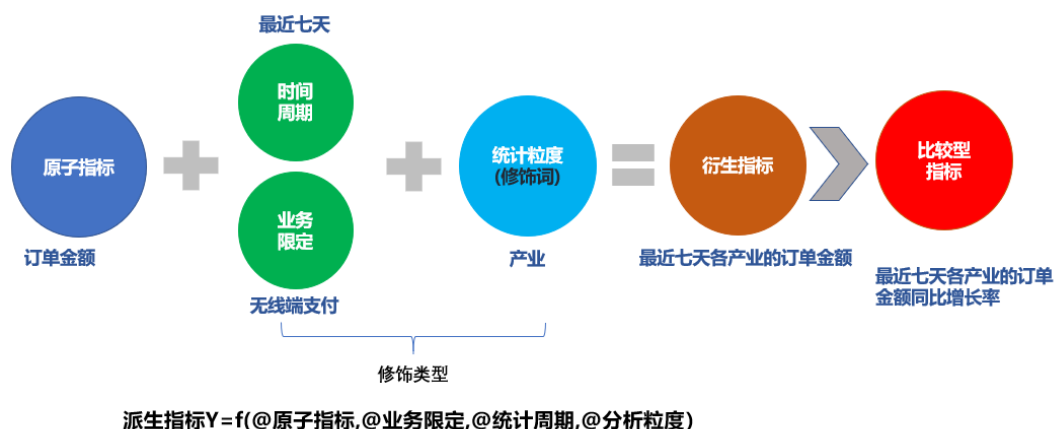 最近七天
时间
周期
原子指标
统计粒度
(修饰词)
衍生指标
比较型
指标
业务
限定
订单金额
产业
最近七天各产业的订单金额
最近七天各产业的订单
金额同比增长率
无线端支付
修饰类型
派生指标Y=f(@原子指标,@业务限定,@统计周期,@分析粒度)